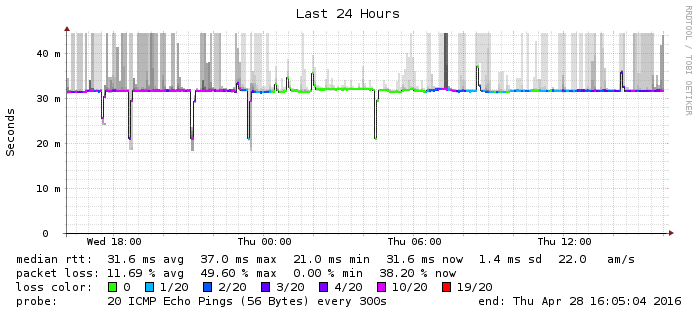 Last 24 Hours
RRDTOOL / TOBI OETIKER
Seconds
40 m
30 m
20 m
10 m
0
Wed 18:00 Thu 00:00 Thu 06:00 Thu 12:00
median rtt: 31.6 ms avg 37.0 ms max 21.0 ms min 31.6 ms now 1.4 ms sd 22.0 am/s
packet loss: 11.69 % avg 49.60 % max 0.00 % min 38.20 % now
loss color: 0 1/20 2/20 3/20 4/20 10/20 19/20
probe: 20 ICMP Echo Pings (56 Bytes) every 300s end: Thu Apr 28 16:05:04 2016